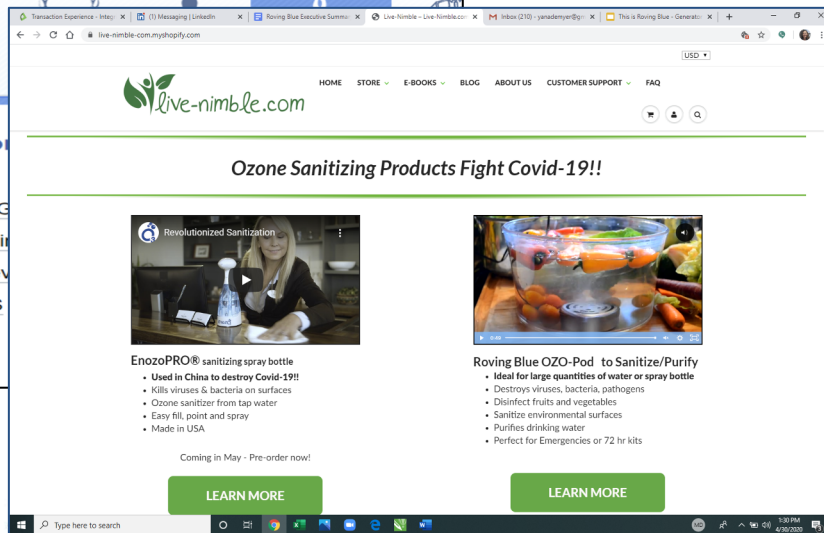 Transaction Experience - Integr
(1) Messaging | LinkedIn
Roving Blue Executive Summar
Live-Nimble – Live-Nimble.com
Inbox (210) - yanademyer@gm
This is Roving Blue - Generato
live-nimble-com.myshopify.com
USD
live-nimble.com
HOME STORE E-BOOKS BLOG ABOUT US CUSTOMER SUPPORT FAQ
Ozone Sanitizing Products Fight Covid-19!!
Revolutionized Sanitization
0:46
EnozoPRO® sanitizing spray bottle
• Used in China to destroy Covid-19!!
• Kills viruses & bacteria on surfaces
• Ozone sanitizer from tap water
• Easy fill, point and spray
• Made in USA
Coming in May - Pre-order now!
LEARN MORE
Roving Blue OZO-Pod to Sanitize/Purify
• Ideal for large quantities of water or spray bottle
• Destroys viruses, bacteria, pathogens
• Disinfect fruits and vegetables
• Sanitize environmental surfaces
• Purifies drinking water
• Perfect for Emergencies or 72 hr kits
LEARN MORE
Type here to search
1:30 PM
4/30/2020